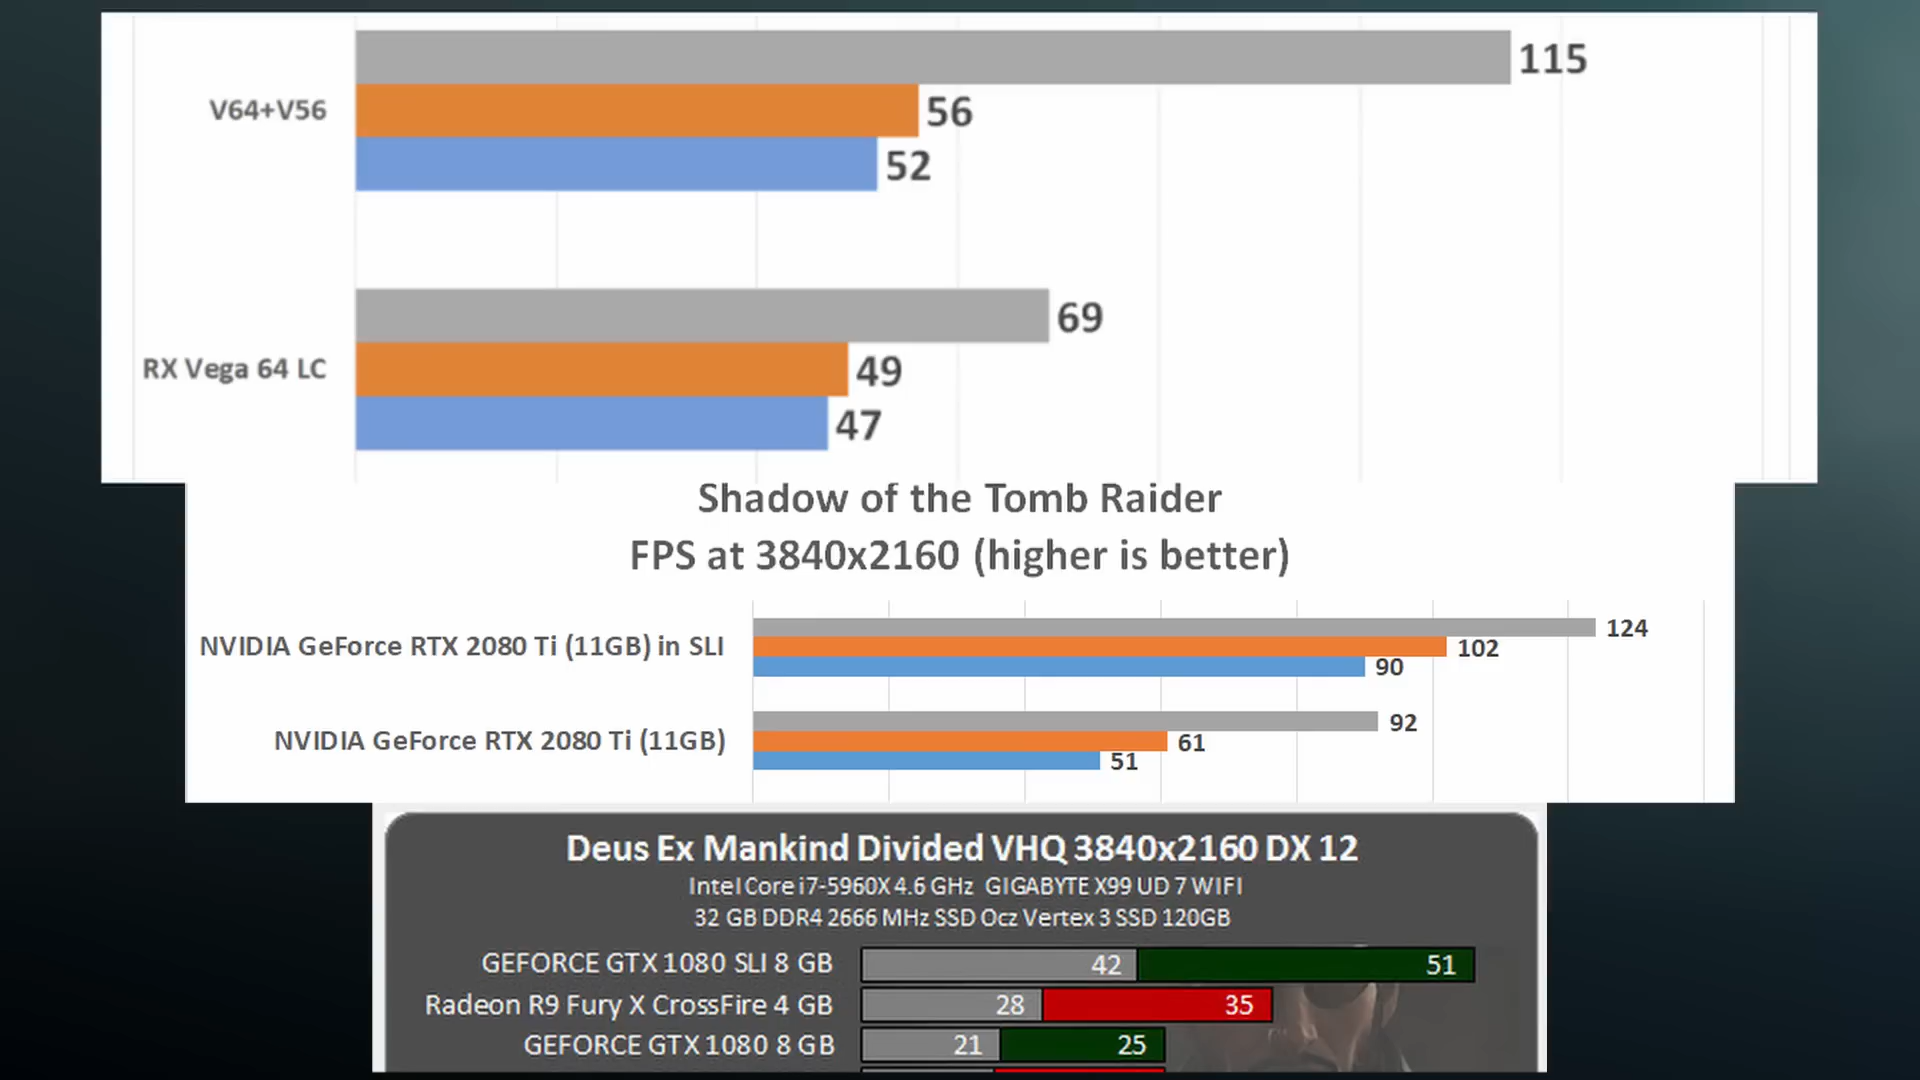 115
V64+V56
56
52
69
RX Vega 64 LC
49
47
Shadow of the Tomb Raider
FPS at 3840x2160 (higher is better)
124
NVIDIA GeForce RTX 2080 Ti (11GB) in SLI
102
90
92
NVIDIA GeForce RTX 2080 Ti (11GB)
61
51
Deus Ex Mankind Divided VHQ 3840x2160 DX 12
Intel Core i7-5960X 4.6 GHz GIGABYTE X99 UD 7 WIFI
32 GB DDR4 2666 MHz SSD Ocz Vertex 3 SSD 120GB
GEFORCE GTX 1080 SLI 8 GB 42 51
Radeon R9 Fury X CrossFire 4 GB 28 35
GEFORCE GTX 1080 8 GB 21 25